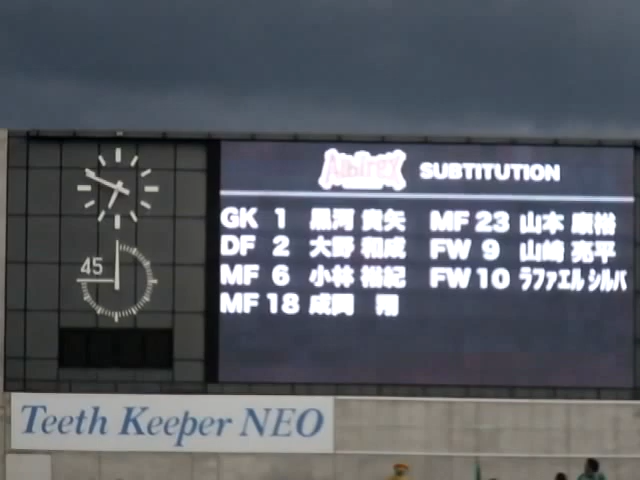 Albirex SUBTITUTION
GK 1 黒河 貴矢
DF 2 大野 和成
MF 6 小林 裕紀
MF 18 成岡 翔
MF 23 山本 康裕
FW 9 山崎 亮平
FW 10 ラファエル シルバ
45
Teeth Keeper NEO